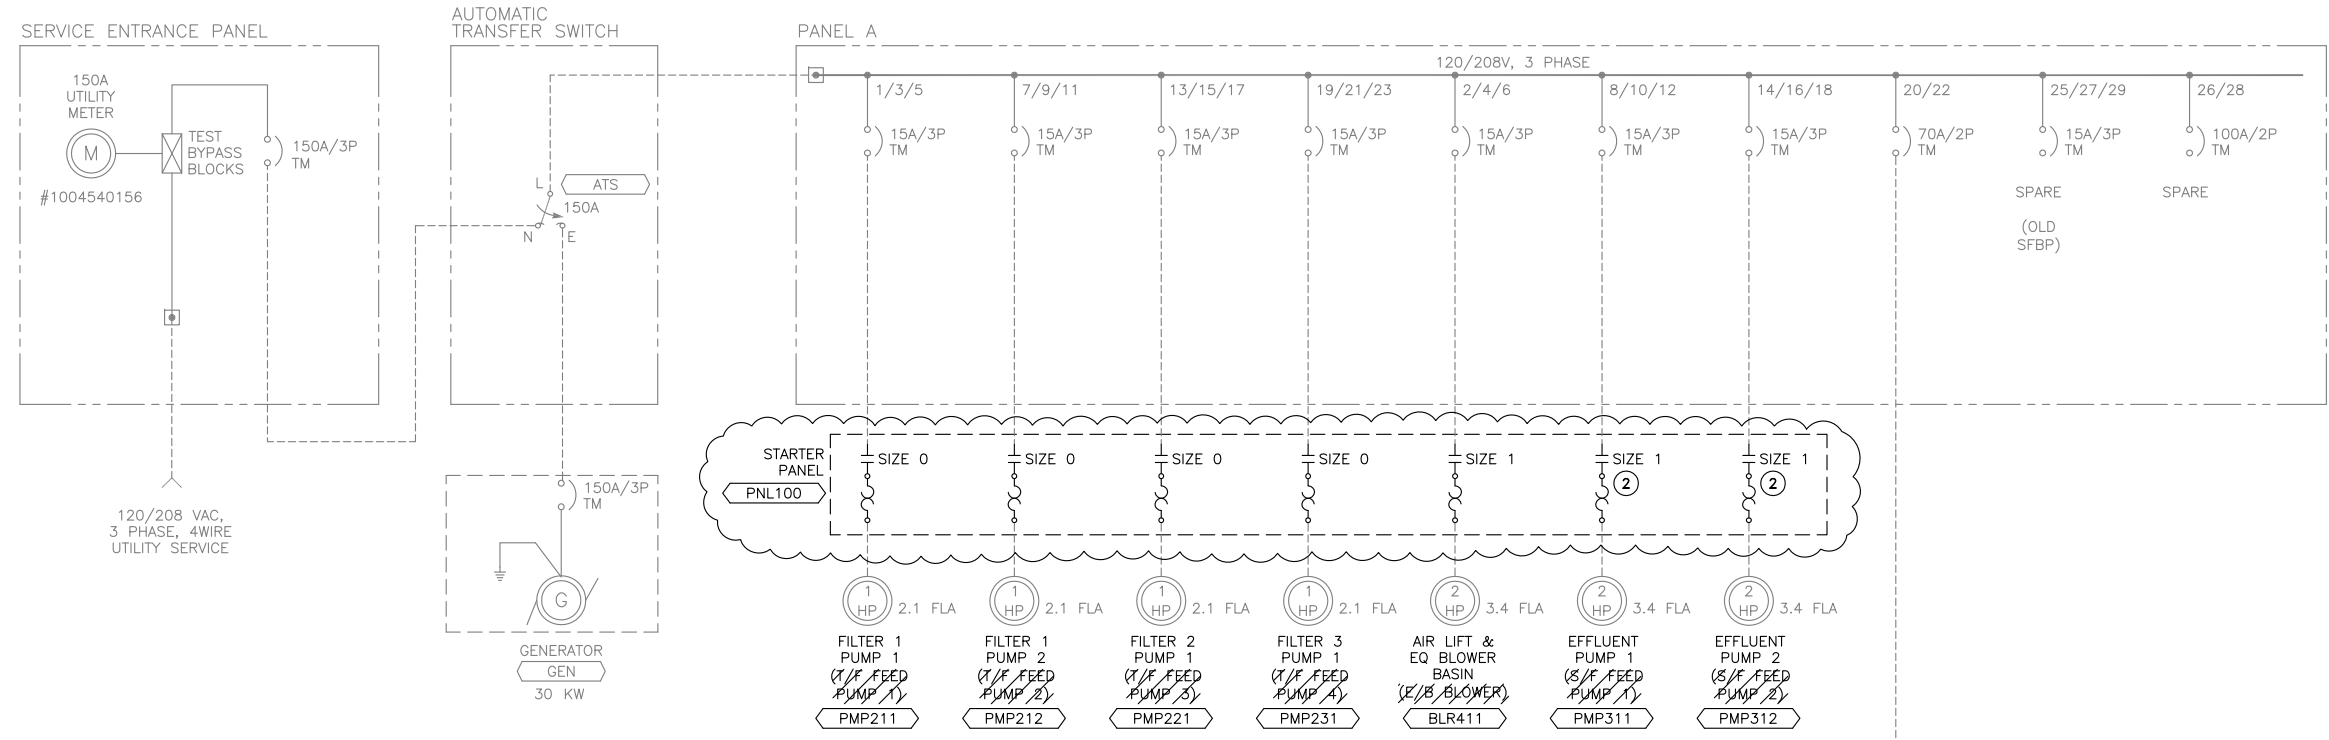 SERVICE ENTRANCE PANEL
150A
UTILITY
METER
M
TEST
BYPASS
BLOCKS
150A/3P
TM
#1004540156
120/208 VAC,
3 PHASE, 4WIRE
UTILITY SERVICE
AUTOMATIC
TRANSFER SWITCH
L
ATS
150A
N
E
150A/3P
TM
G
GENERATOR
GEN
30 KW
PANEL A
120/208V, 3 PHASE
1/3/5
15A/3P
TM
7/9/11
15A/3P
TM
13/15/17
15A/3P
TM
19/21/23
15A/3P
TM
2/4/6
15A/3P
TM
8/10/12
15A/3P
TM
14/16/18
15A/3P
TM
20/22
70A/2P
TM
25/27/29
15A/3P
TM
SPARE
(OLD
SFBP)
26/28
100A/2P
TM
SPARE
STARTER
PANEL
PNL100
SIZE 0
SIZE 0
SIZE 0
SIZE 0
SIZE 1
SIZE 1
2
SIZE 1
2
1
HP
2.1 FLA
FILTER 1
PUMP 1
(T/F FEED
PUMP 1)
PMP211
1
HP
2.1 FLA
FILTER 1
PUMP 2
(T/F FEED
PUMP 2)
PMP212
1
HP
2.1 FLA
FILTER 2
PUMP 1
(T/F FEED
PUMP 3)
PMP221
1
HP
2.1 FLA
FILTER 3
PUMP 1
(T/F FEED
PUMP 4)
PMP231
2
HP
3.4 FLA
AIR LIFT &
EQ BLOWER
BASIN
(E/B BLOWER)
BLR411
2
HP
3.4 FLA
EFFLUENT
PUMP 1
(S/F FEED
PUMP 1)
PMP311
2
HP
3.4 FLA
EFFLUENT
PUMP 2
(S/F FEED
PUMP 2)
PMP312